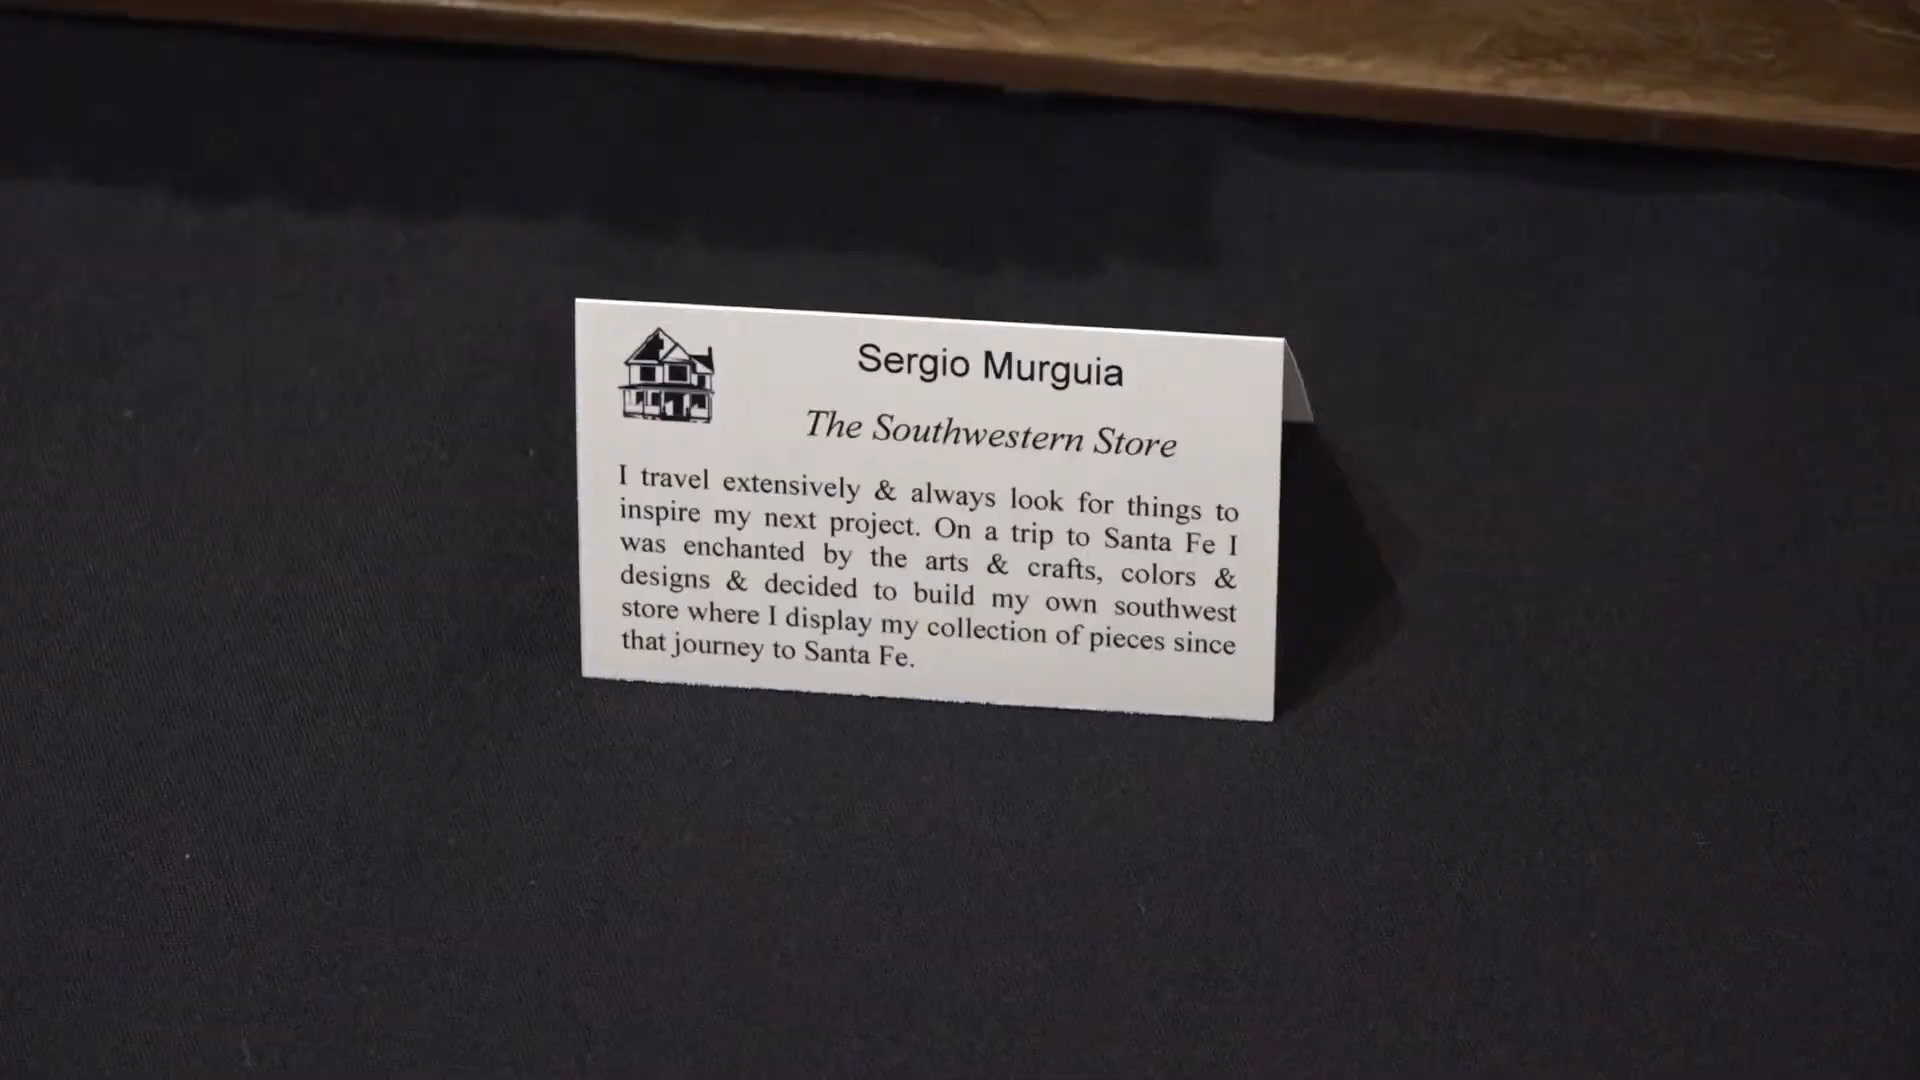 Sergio Murguia
The Southwestern Store
I travel extensively & always look for things to
inspire my next project. On a trip to Santa Fe I
was enchanted by the arts & crafts, colors &
designs & decided to build my own southwest
store where I display my collection of pieces since
that journey to Santa Fe.